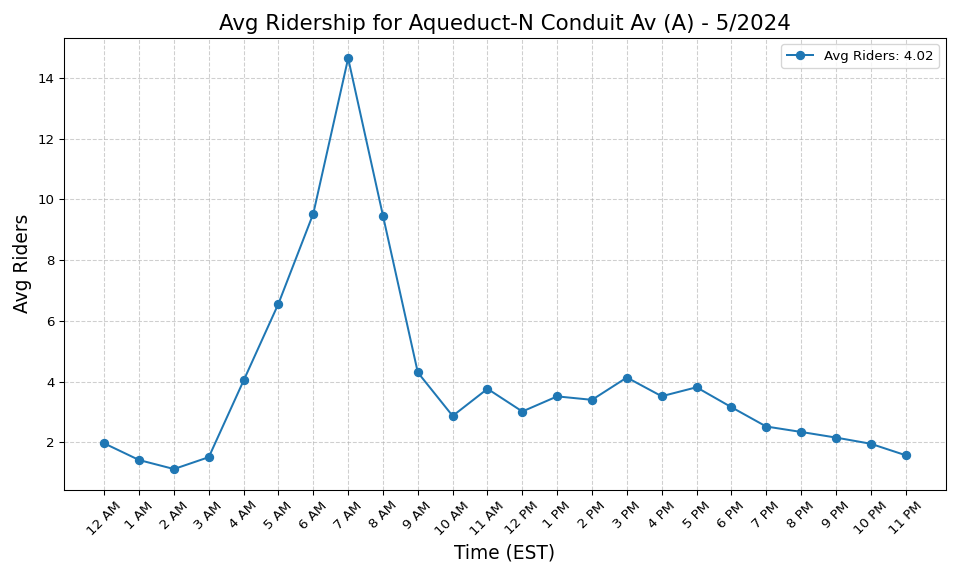 Avg Ridership for Aqueduct-N Conduit Av (A) - 5/2024
Avg Riders: 4.02
Avg Riders
14
12
10
8
6
4
2
12 AM
1 AM
2 AM
3 AM
4 AM
5 AM
6 AM
7 AM
8 AM
9 AM
10 AM
11 AM
12 PM
1 PM
2 PM
3 PM
4 PM
5 PM
6 PM
7 PM
8 PM
9 PM
10 PM
11 PM
Time (EST)